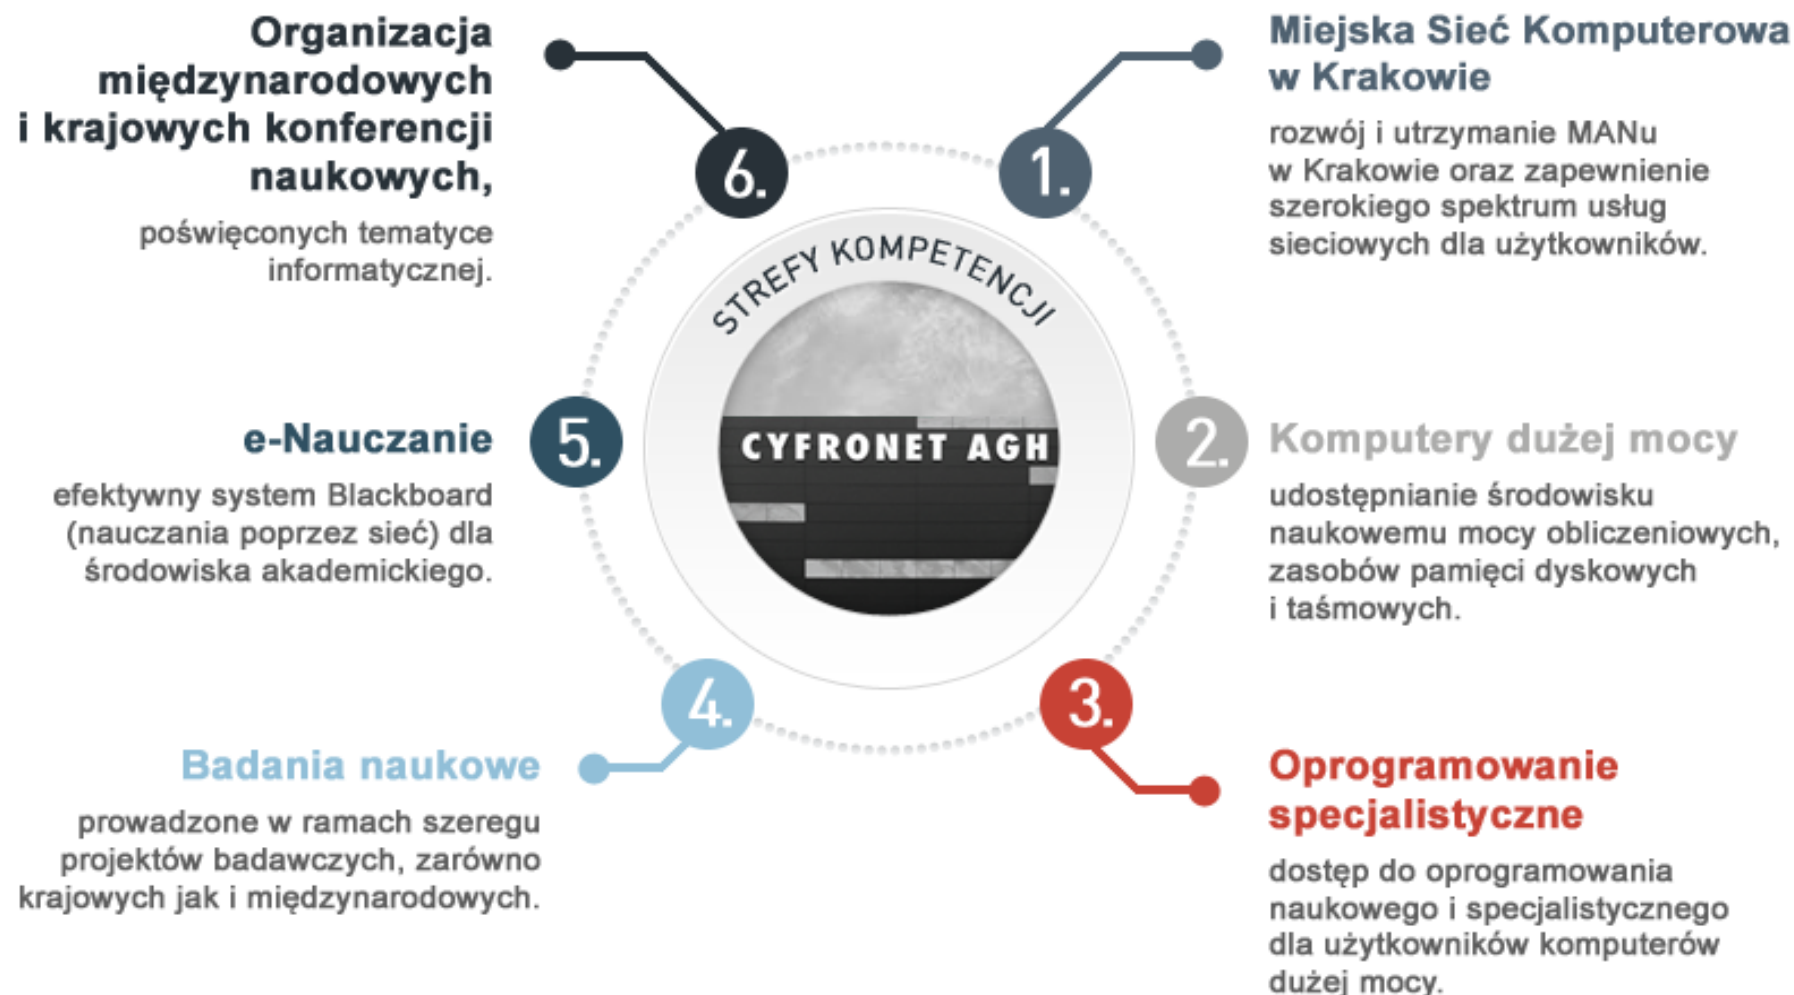 STREFY KOMPETENCJI
CYFRONET AGH
1.
Miejska Sieć Komputerowa
w Krakowie
rozwój i utrzymanie MANu
w Krakowie oraz zapewnienie
szerokiego spektrum usług
sieciowych dla użytkowników.
2.
Komputery dużej mocy
udostępnianie środowisku
naukowemu mocy obliczeniowych,
zasobów pamięci dyskowych
i taśmowych.
3.
Oprogramowanie
specjalistyczne
dostęp do oprogramowania
naukowego i specjalistycznego
dla użytkowników komputerów
dużej mocy.
4.
Badania naukowe
prowadzone w ramach szeregu
projektów badawczych, zarówno
krajowych jak i międzynarodowych.
5.
e-Nauczanie
efektywny system Blackboard
(nauczania poprzez sieć) dla
środowiska akademickiego.
6.
Organizacja
międzynarodowych
i krajowych konferencji
naukowych,
poświęconych tematyce
informatycznej.